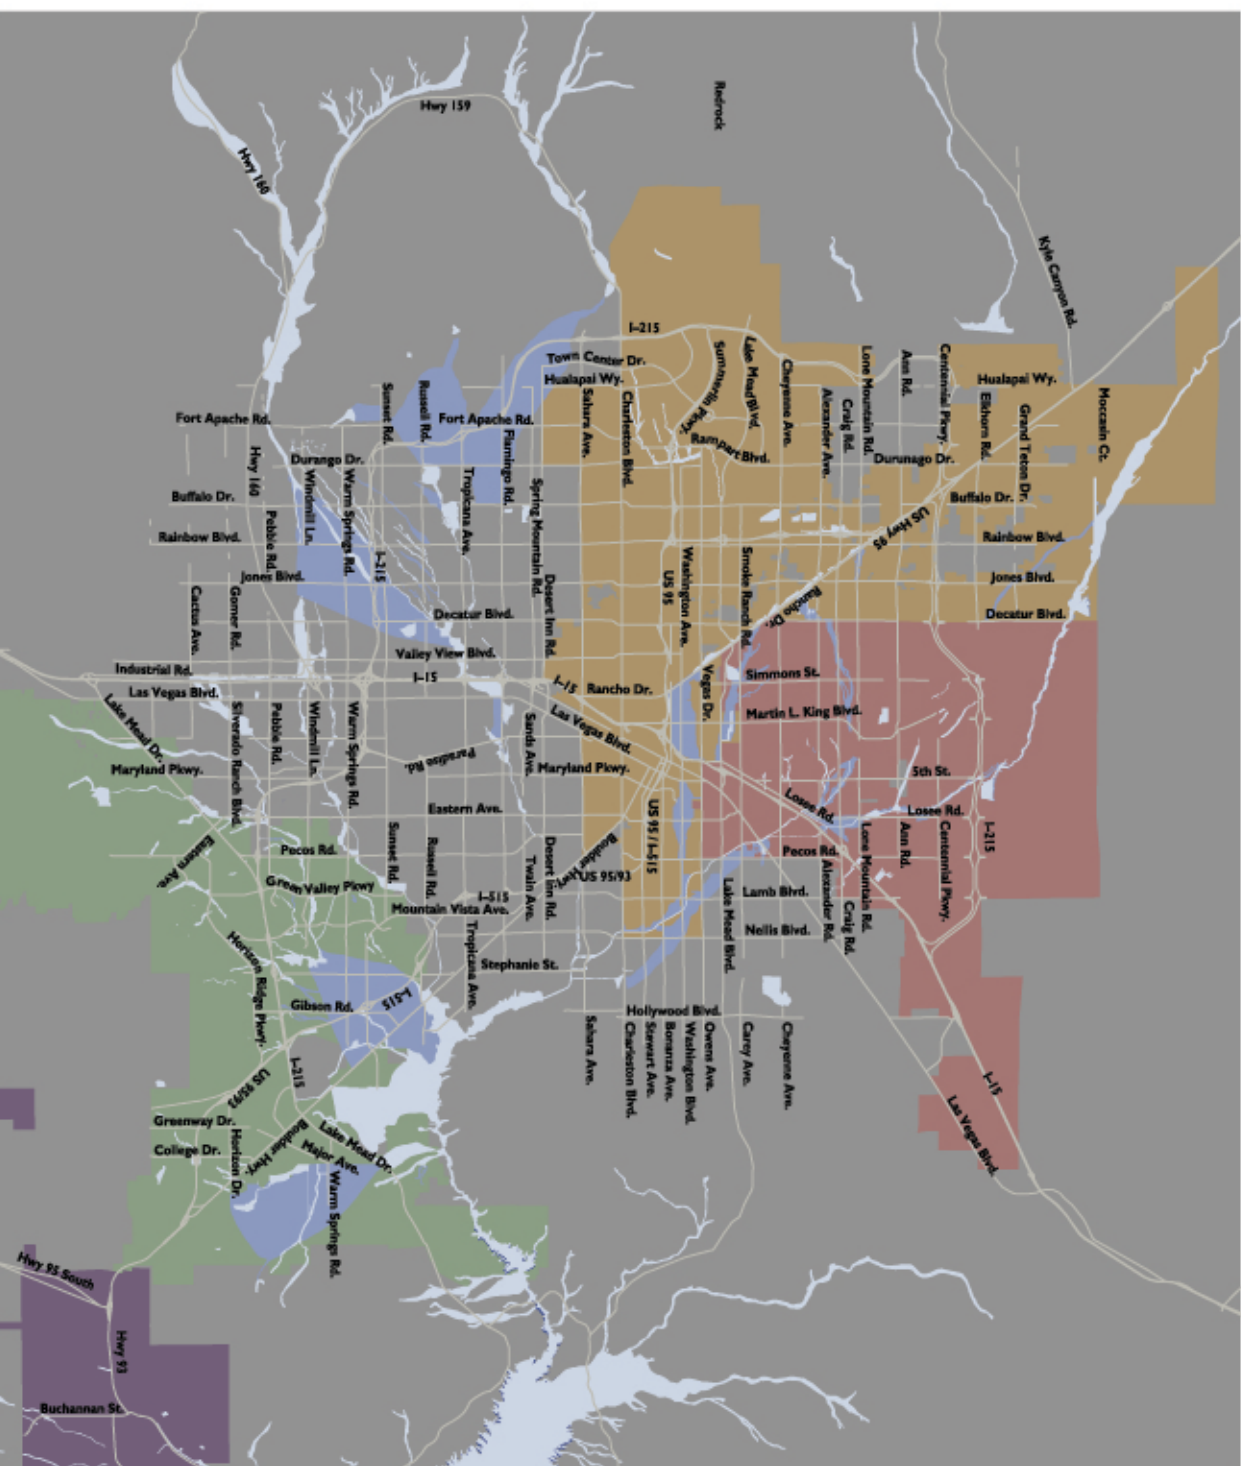 Redrock
Hwy 159
Hwy 160
Kyle Canyon Rd.
I-215
Town Center Dr.
Hualapai Wy.
Summerlin Pkwy.
Lake Mead Blvd.
Cheyenne Ave.
Lone Mountain Rd.
Ann Rd.
Centennial Pkwy.
Hualapai Wy.
Fort Apache Rd.
Sunset Rd.
Russell Rd.
Fort Apache Rd.
Flamingo Rd.
Sahara Ave.
Charleston Blvd.
Rampart Blvd.
Alexander Ave.
Craig Rd.
Elkhorn Rd.
Grand Teton Dr.
Moccasin Ct.
Hwy 160
Durango Dr.
Durunago Dr.
Windmill Ln.
Warm Springs Rd.
Tropicana Ave.
Spring Mountain Rd.
Buffalo Dr.
Buffalo Dr.
US Hwy 95
Rainbow Blvd.
Pebble Rd.
Rainbow Blvd.
I-215
Jones Blvd.
Desert Inn Rd.
US 95
Washington Ave.
Smoke Ranch Rd.
Rancho Dr.
Jones Blvd.
Cactus Ave.
Gomer Rd.
Decatur Blvd.
Decatur Blvd.
Valley View Blvd.
Industrial Rd.
I-15
I-15
Rancho Dr.
Vegas Dr.
Simmons St.
Las Vegas Blvd.
Las Vegas Blvd.
Martin L. King Blvd.
Lake Mead Dr.
Silverado Ranch Blvd.
Pebble Rd.
Windmill Ln.
Warm Springs Rd.
Paradise Rd.
Sands Ave.
Maryland Pkwy.
Maryland Pkwy.
5th St.
Eastern Ave.
US 95 / I-515
Losee Rd.
Losee Rd.
Eastern Ave.
Pecos Rd.
Sunset Rd.
Russell Rd.
Twain Ave.
Desert Inn Rd.
Boulder Hwy.
Pecos Rd.
Lone Mountain Rd.
Ann Rd.
Centennial Pkwy.
I-215
Green Valley Pkwy
US 95/93
Lamb Blvd.
Alexander Rd.
I-515
Mountain Vista Ave.
Lake Mead Blvd.
Nellis Blvd.
Craig Rd.
Horizon Ridge Pkwy.
Tropicana Ave.
Stephanie St.
Gibson Rd.
I-515
Hollywood Blvd.
Sahara Ave.
Charleston Blvd.
Stewart Ave.
Bonanza Ave.
Washington Blvd.
Owens Ave.
Carey Ave.
Cheyenne Ave.
I-215
US 95/93
I-15
Las Vegas Blvd.
Greenway Dr.
College Dr.
Horizon Dr.
Boulder Hwy.
Lake Mead Dr.
Major Ave.
Warm Springs Rd.
Hwy 95 South
Hwy 93
Buchannan St.